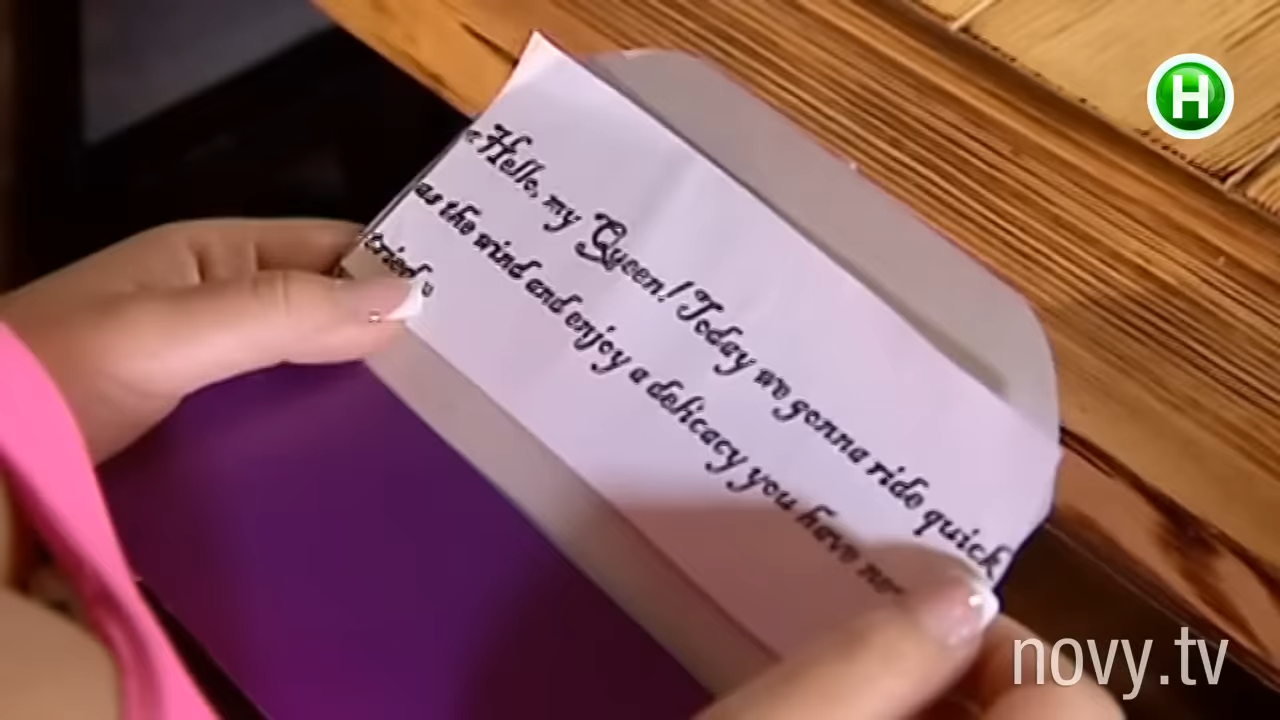 Hello, my Queen! Today we gonna ride quick
as the wind and enjoy a delicacy you have
tried
H
novy.tv